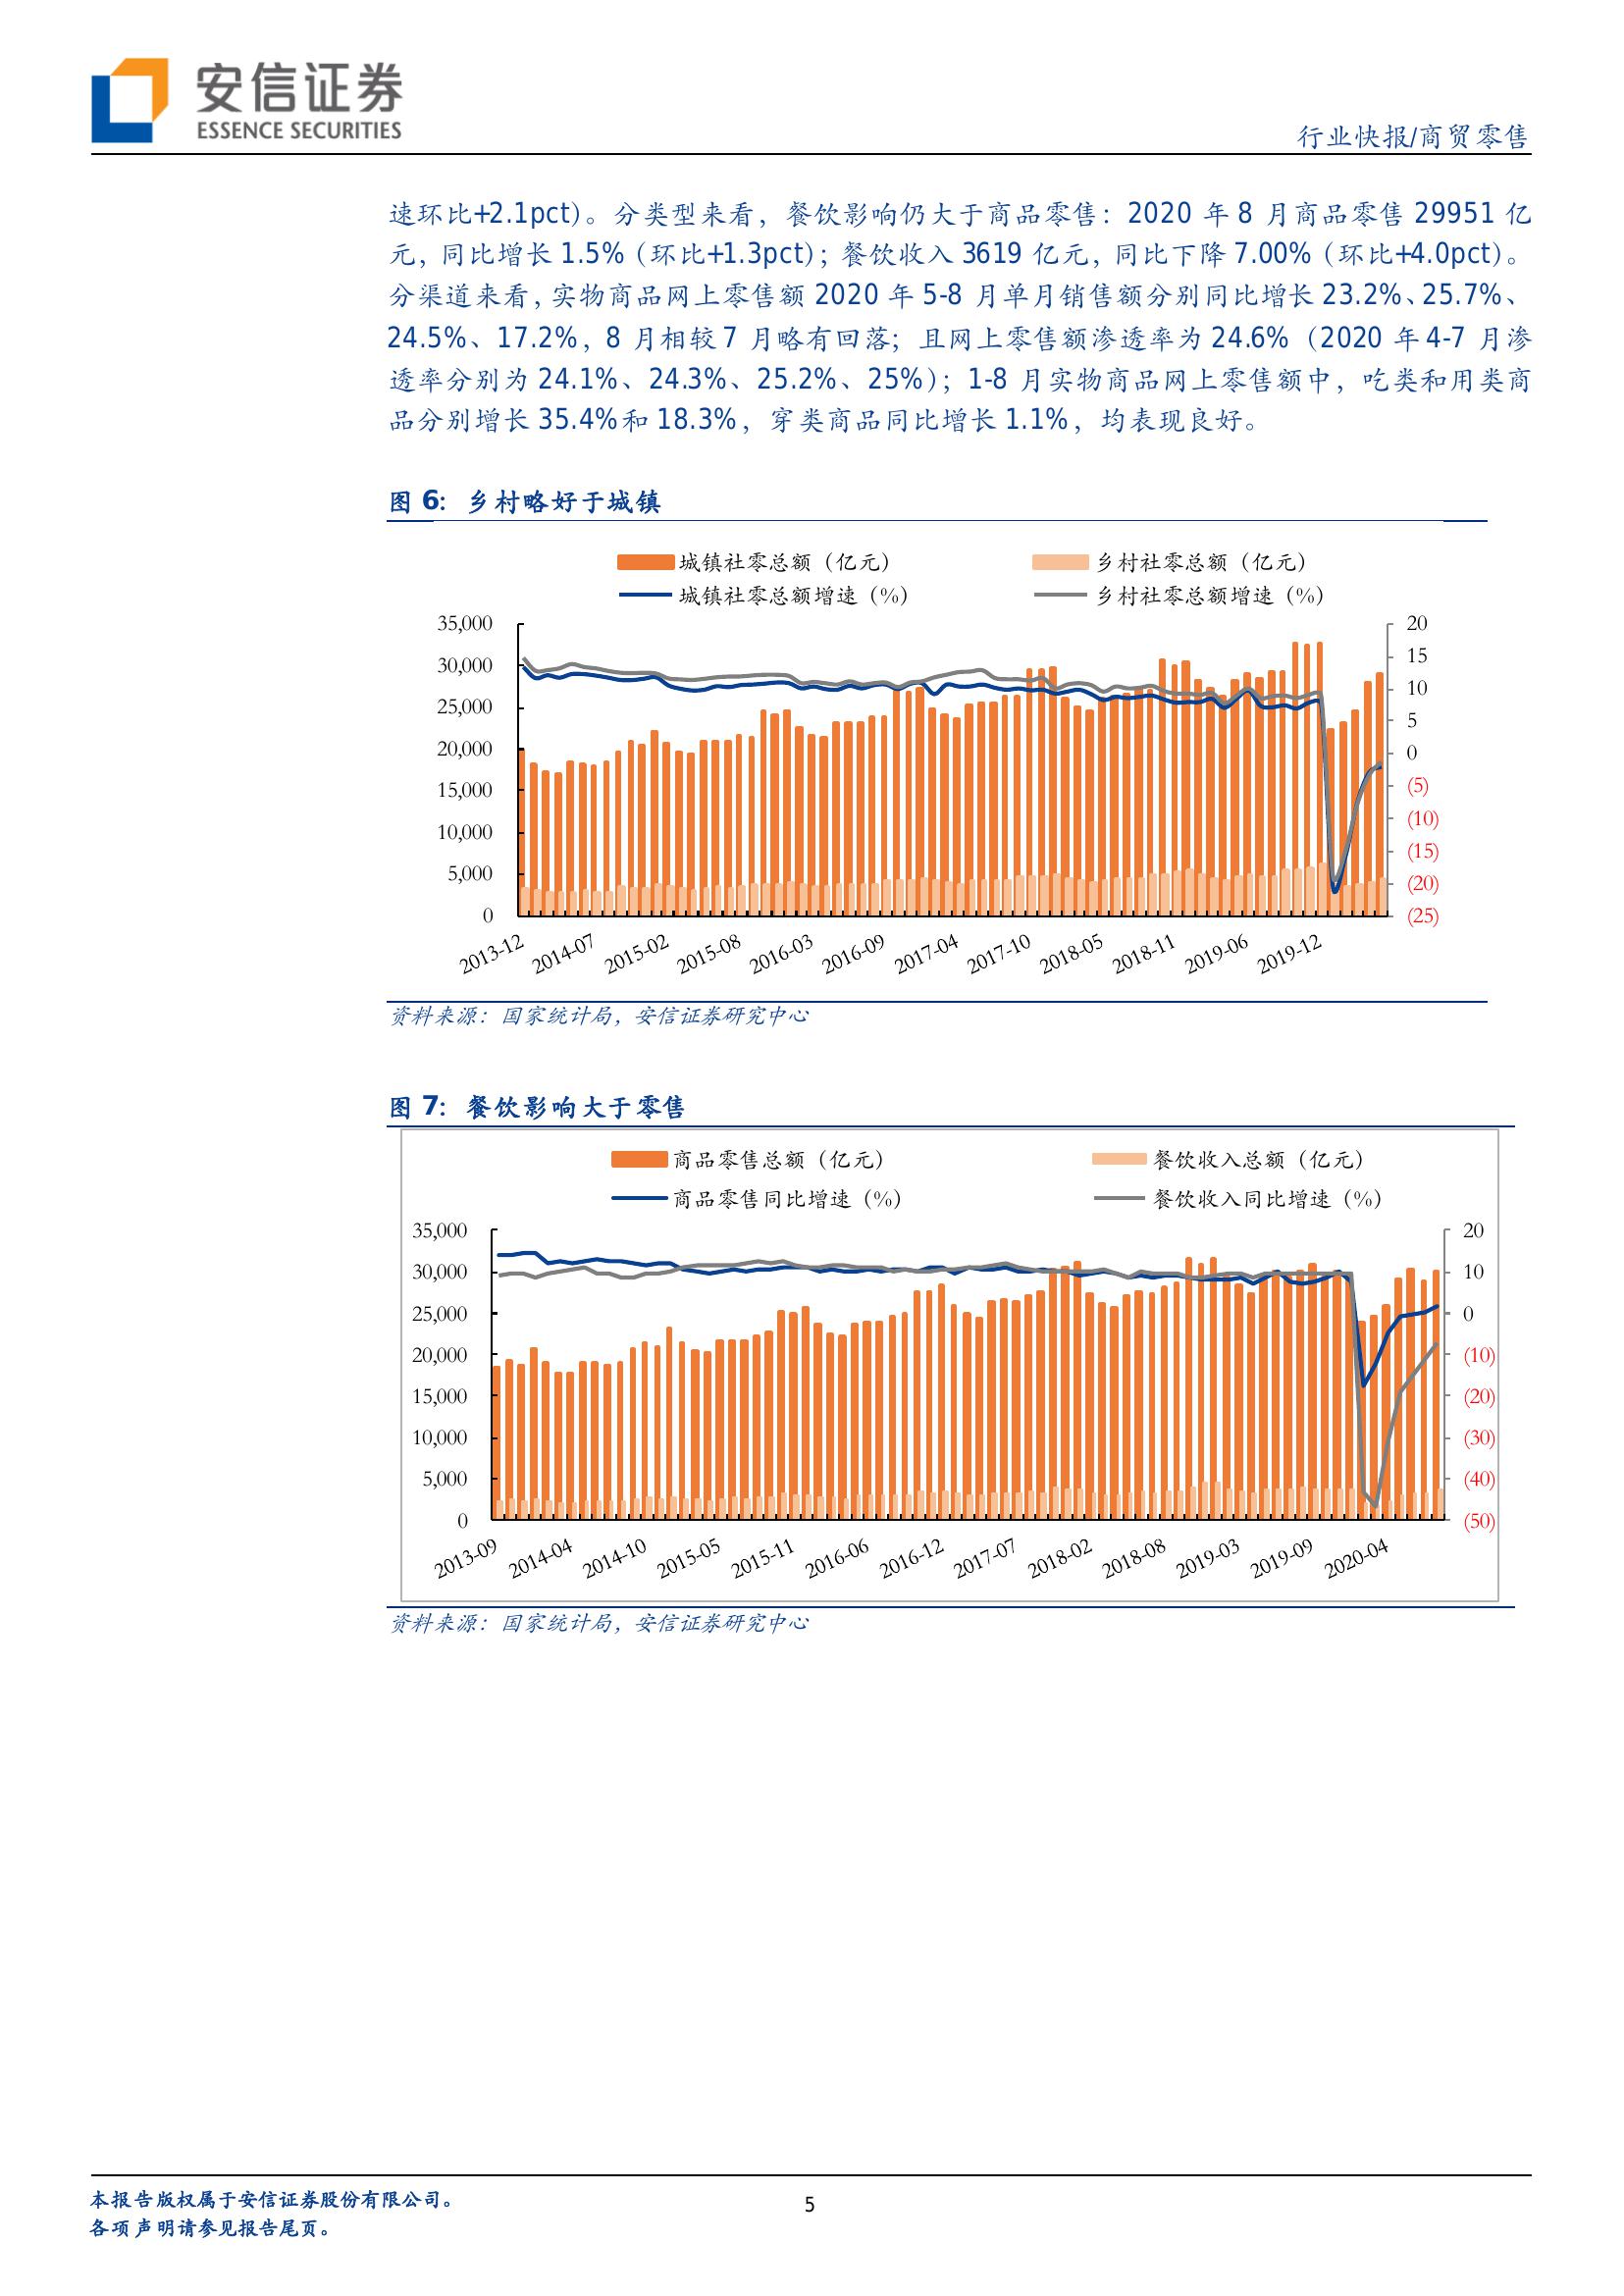 安信证券
ESSENCE SECURITIES
行业快报/商贸零售
速环比+2.1pct）。分类型来看，餐饮影响仍大于商品零售：2020 年 8 月商品零售 29951 亿
元，同比增长 1.5%（环比+1.3pct）；餐饮收入 3619 亿元，同比下降 7.00%（环比+4.0pct）。
分渠道来看，实物商品网上零售额 2020 年 5-8 月单月销售额分别同比增长 23.2%、25.7%、
24.5%、17.2%，8 月相较 7 月略有回落；且网上零售额渗透率为 24.6%（2020 年 4-7 月渗
透率分别为 24.1%、24.3%、25.2%、25%）；1-8 月实物商品网上零售额中，吃类和用类商
品分别增长 35.4%和 18.3%，穿类商品同比增长 1.1%，均表现良好。
图 6：乡村略好于城镇
城镇社零总额（亿元） 乡村社零总额（亿元）
城镇社零总额增速（%） 乡村社零总额增速（%）
35,000 20
30,000 15
25,000 10
20,000 5
15,000 0
10,000 (5)
5,000 (10)
0 (15)
(20)
(25)
2013-12 2014-07 2015-02 2015-08 2016-03 2016-09 2017-04 2017-10 2018-05 2018-11 2019-06 2019-12
资料来源：国家统计局，安信证券研究中心
图 7：餐饮影响大于零售
商品零售总额（亿元） 餐饮收入总额（亿元）
商品零售同比增速（%） 餐饮收入同比增速（%）
35,000 20
30,000 10
25,000 0
20,000 (10)
15,000 (20)
10,000 (30)
5,000 (40)
0 (50)
2013-09 2014-04 2014-10 2015-05 2015-11 2016-06 2016-12 2017-07 2018-02 2018-08 2019-03 2019-09 2020-04
资料来源：国家统计局，安信证券研究中心
本报告版权属于安信证券股份有限公司。
各项声明请参见报告尾页。
5